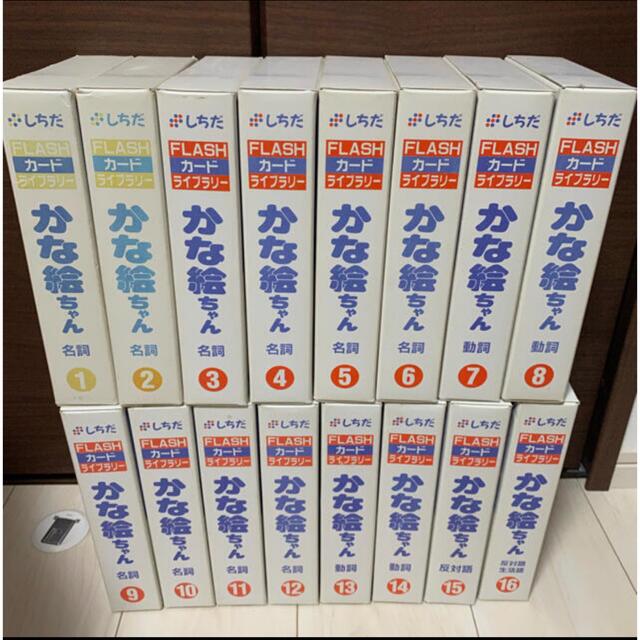 しちだ
FLASH
カード
ライブラリー
かな絵ちゃん
名詞
1
しちだ
FLASH
カード
ライブラリー
かな絵ちゃん
名詞
2
しちだ
FLASH
カード
ライブラリー
かな絵ちゃん
名詞
3
しちだ
FLASH
カード
ライブラリー
かな絵ちゃん
名詞
4
しちだ
FLASH
カード
ライブラリー
かな絵ちゃん
名詞
5
しちだ
FLASH
カード
ライブラリー
かな絵ちゃん
名詞
6
しちだ
FLASH
カード
ライブラリー
かな絵ちゃん
動詞
7
しちだ
FLASH
カード
ライブラリー
かな絵ちゃん
動詞
8
しちだ
FLASH
カード
ライブラリー
かな絵ちゃん
名詞
9
しちだ
FLASH
カード
ライブラリー
かな絵ちゃん
名詞
10
しちだ
FLASH
カード
ライブラリー
かな絵ちゃん
名詞
11
しちだ
FLASH
カード
ライブラリー
かな絵ちゃん
名詞
12
しちだ
FLASH
カード
ライブラリー
かな絵ちゃん
動詞
13
しちだ
FLASH
カード
ライブラリー
かな絵ちゃん
動詞
14
しちだ
FLASH
カード
ライブラリー
かな絵ちゃん
反対語
15
しちだ
FLASH
カード
ライブラリー
かな絵ちゃん
反対語
生活語
16